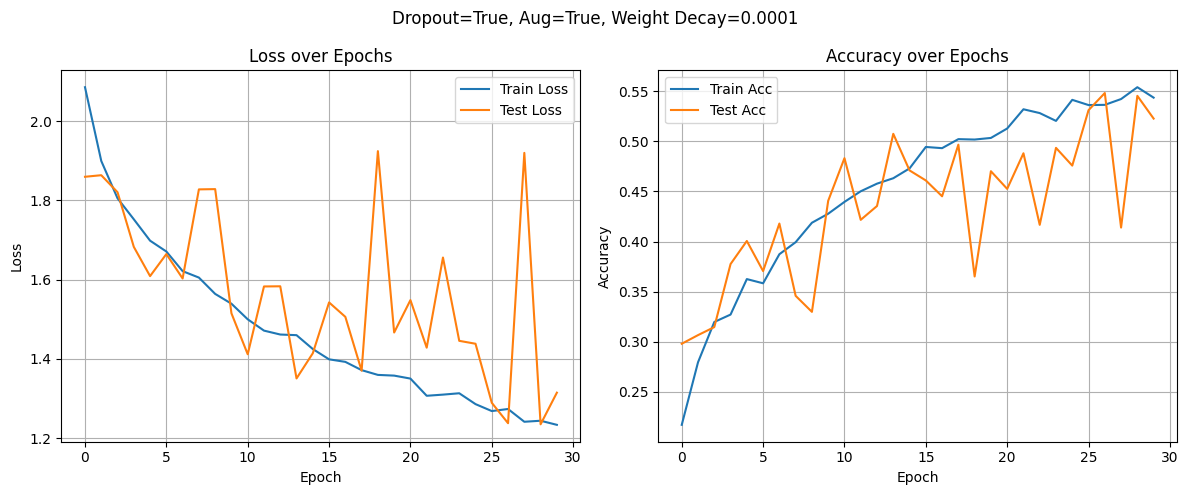 Dropout=True, Aug=True, Weight Decay=0.0001
Loss over Epochs
Train Loss
Test Loss
2.0
1.8
1.6
1.4
1.2
Loss
0 5 10 15 20 25 30
Epoch
Accuracy over Epochs
Train Acc
Test Acc
0.55
0.50
0.45
0.40
0.35
0.30
0.25
Accuracy
0 5 10 15 20 25 30
Epoch